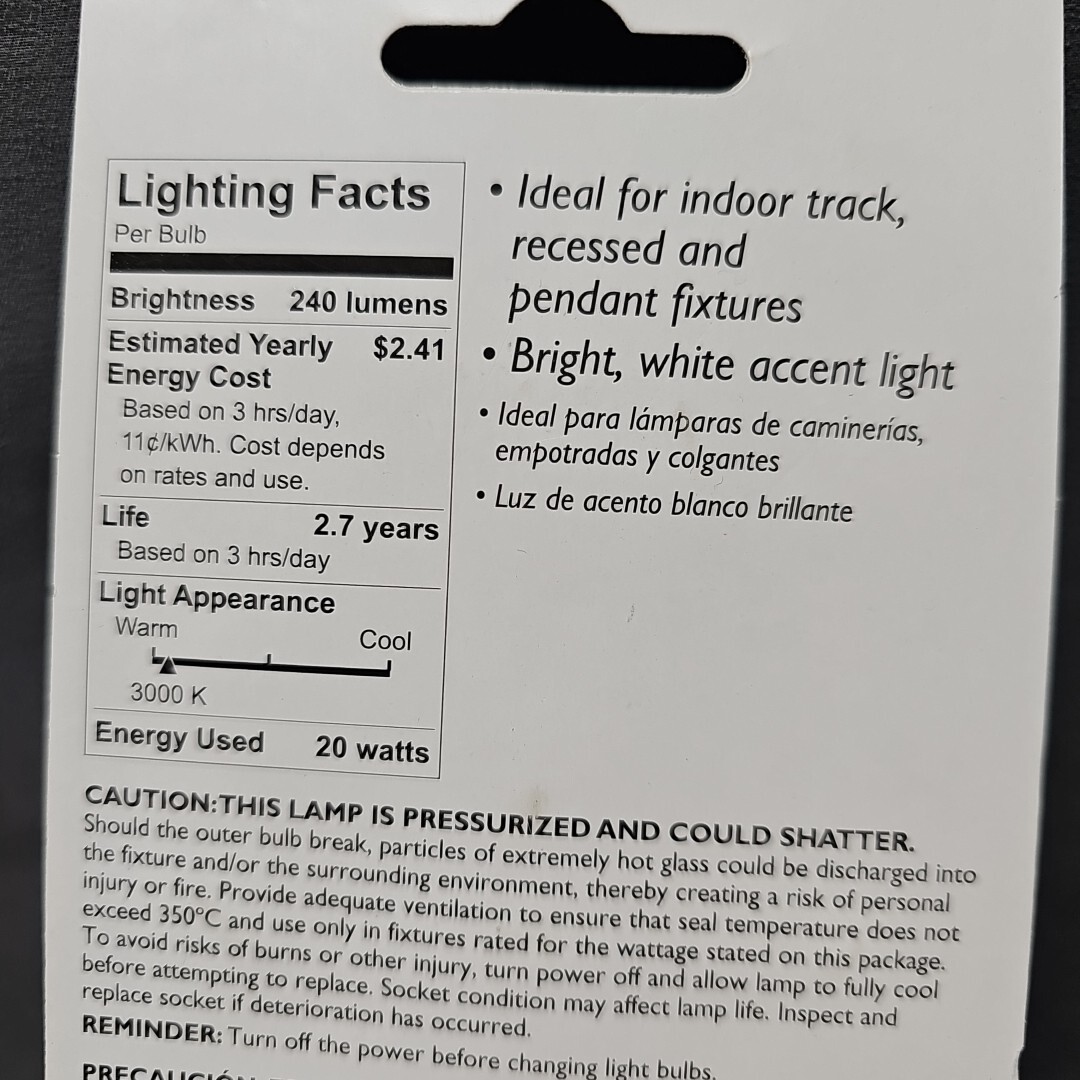 Lighting Facts
Per Bulb
Brightness 240 lumens
Estimated Yearly $2.41
Energy Cost
Based on 3 hrs/day,
11¢/kWh. Cost depends
on rates and use.
Life 2.7 years
Based on 3 hrs/day
Light Appearance
Warm Cool
3000 K
Energy Used 20 watts
• Ideal for indoor track,
recessed and
pendant fixtures
• Bright, white accent light
• Ideal para lámparas de caminerías,
empotradas y colgantes
• Luz de acento blanco brillante
CAUTION: THIS LAMP IS PRESSURIZED AND COULD SHATTER.
Should the outer bulb break, particles of extremely hot glass could be discharged into
the fixture and/or the surrounding environment, thereby creating a risk of personal
injury or fire. Provide adequate ventilation to ensure that seal temperature does not
exceed 350°C and use only in fixtures rated for the wattage stated on this package.
To avoid risks of burns or other injury, turn power off and allow lamp to fully cool
before attempting to replace. Socket condition may affect lamp life. Inspect and
replace socket if deterioration has occurred.
REMINDER: Turn off the power before changing light bulbs.
PRECAUCIÓN: